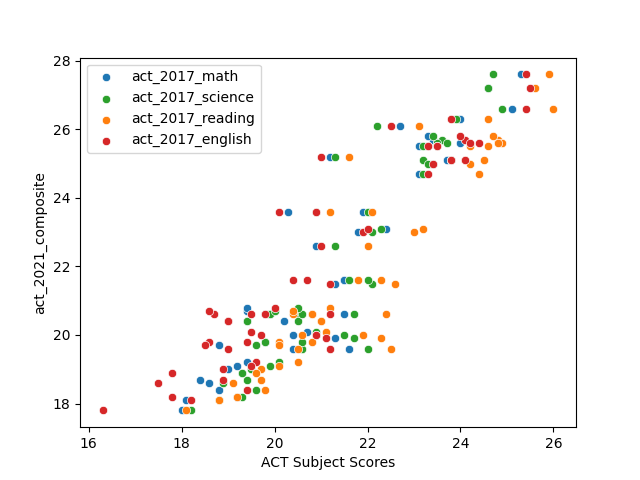 act_2017_math
act_2017_science
act_2017_reading
act_2017_english
28
26
24
22
20
18
act_2021_composite
16 18 20 22 24 26
ACT Subject Scores